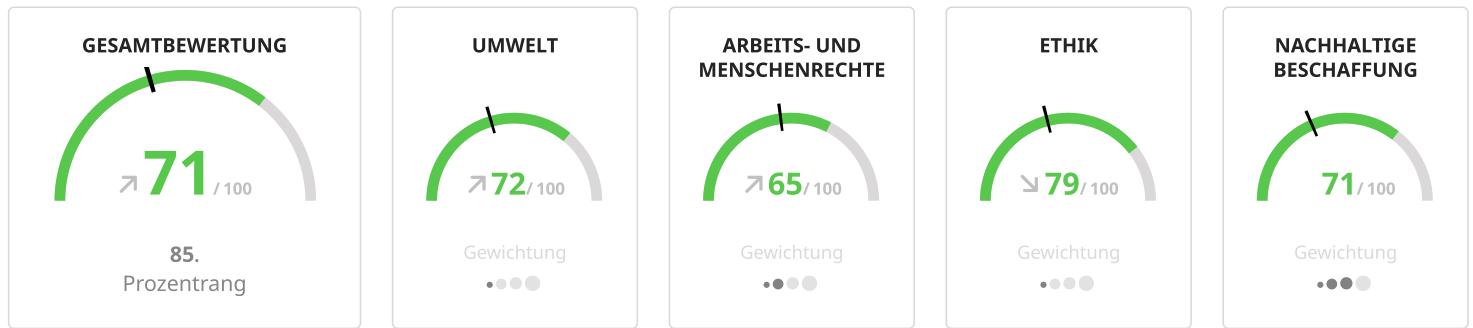 GESAMTBEWERTUNG
71 / 100
85.
Prozentrang
UMWELT
72 / 100
Gewichtung
ARBEITS- UND
MENSCHENRECHTE
65 / 100
Gewichtung
ETHIK
79 / 100
Gewichtung
NACHHALTIGE
BESCHAFFUNG
71 / 100
Gewichtung